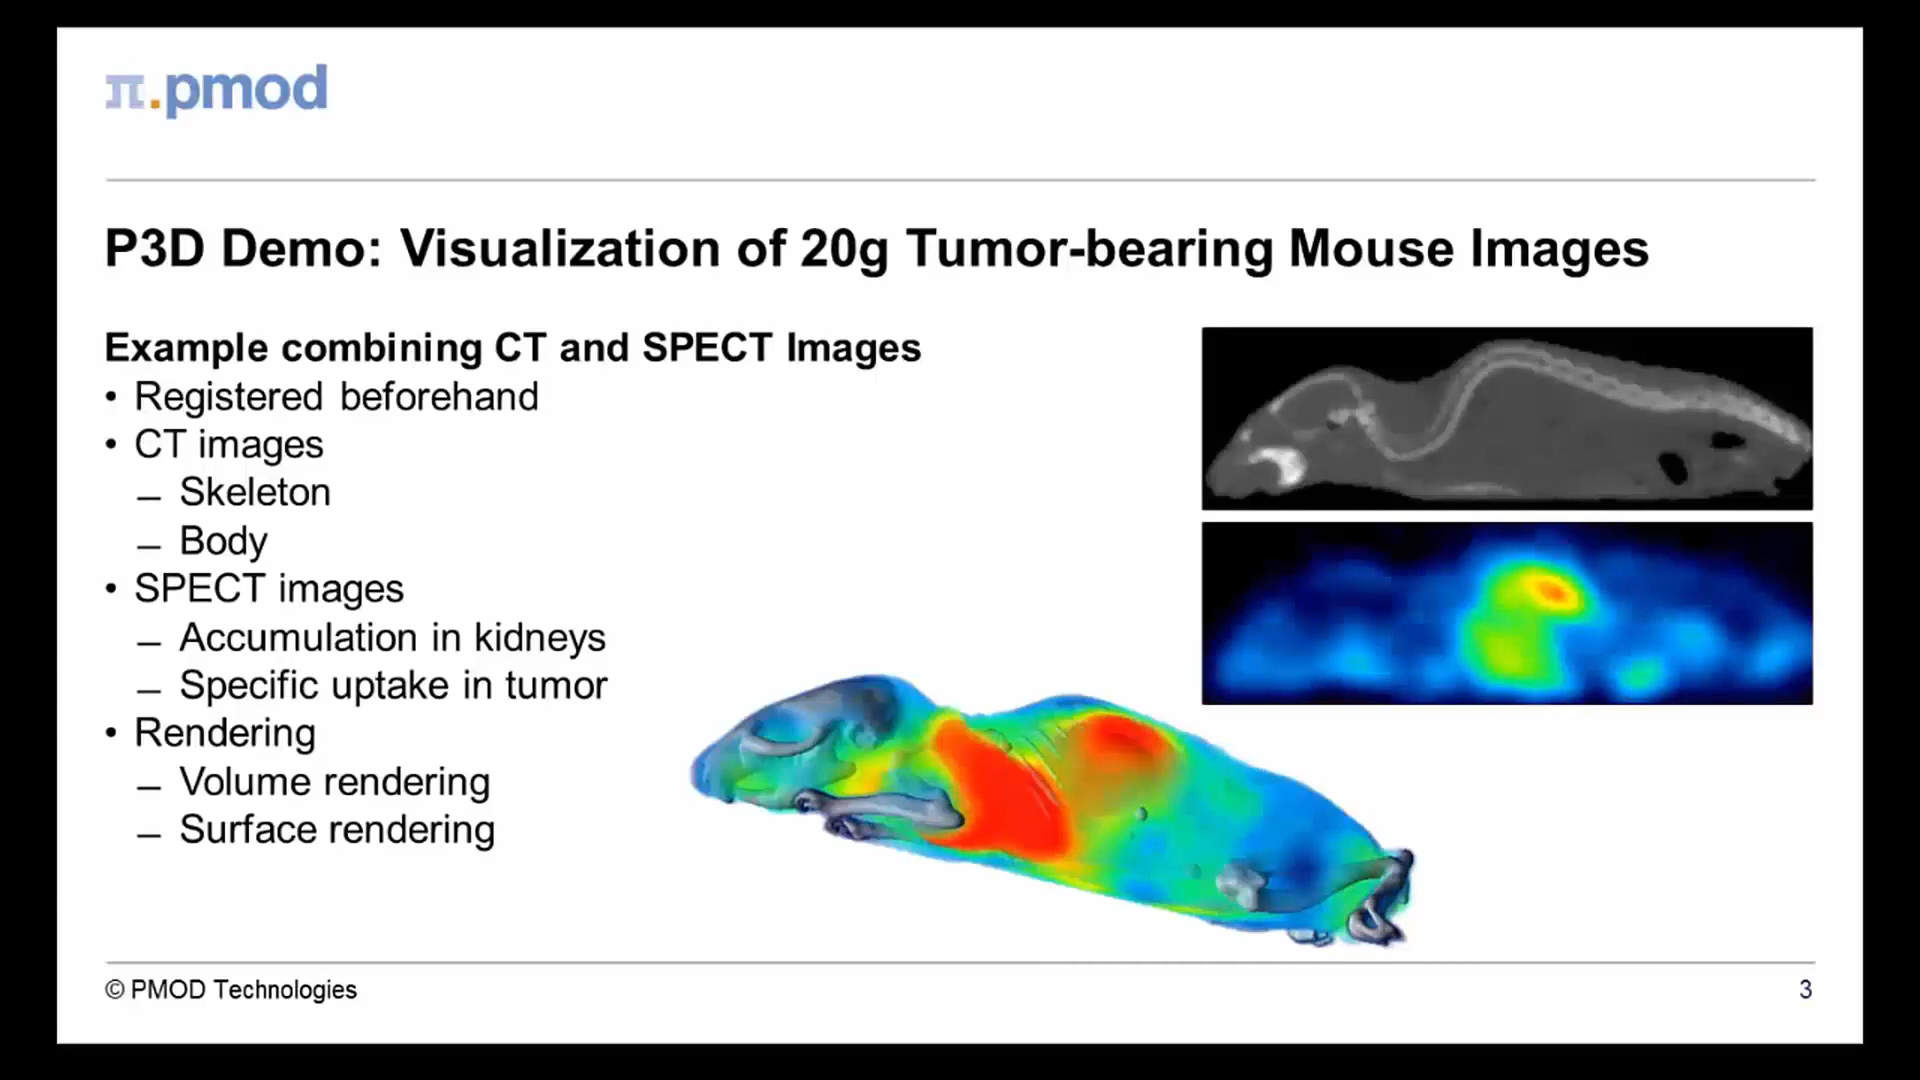 π.pmod
P3D Demo: Visualization of 20g Tumor-bearing Mouse Images
Example combining CT and SPECT Images
• Registered beforehand
• CT images
– Skeleton
– Body
• SPECT images
– Accumulation in kidneys
– Specific uptake in tumor
• Rendering
– Volume rendering
– Surface rendering
© PMOD Technologies
3